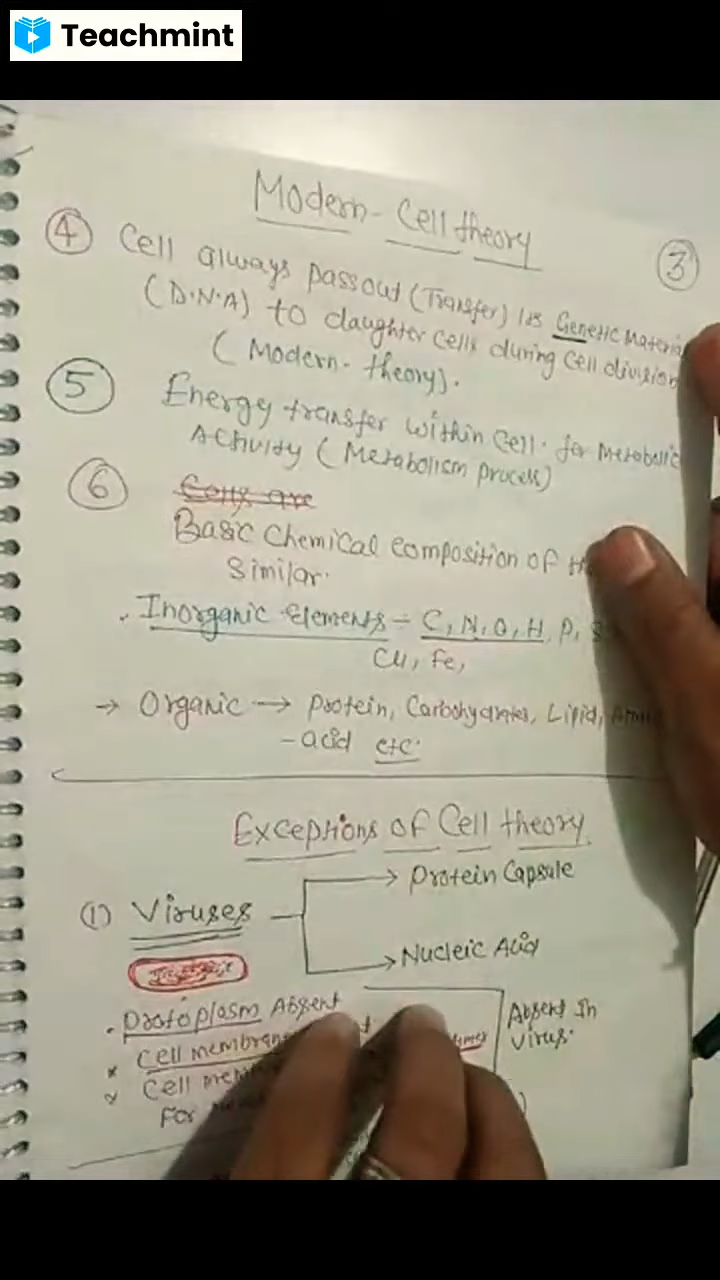 Teachmint
Modern - Cell theory
3
4 Cell always passout (Transfer) its Genetic Material
(D.N.A) to daughter cells during cell division
( Modern - theory).
5 Energy transfer within cell. for Metabolic
Activity ( Metabolism process)
6 Cells are
Basic Chemical composition of
Similar.
. Inorganic Elements - C, N, O, H, P, S
Cu, Fe,
→ Organic → Protein, Carbohydrates, Lipid, Amino
- acid etc.
Exceptions of Cell theory
(1) Viruses
Protein Capsule
Nucleic Acid
. Protoplasm Absent
Absent In
Virus.
* Cell membrane
* Cell
For